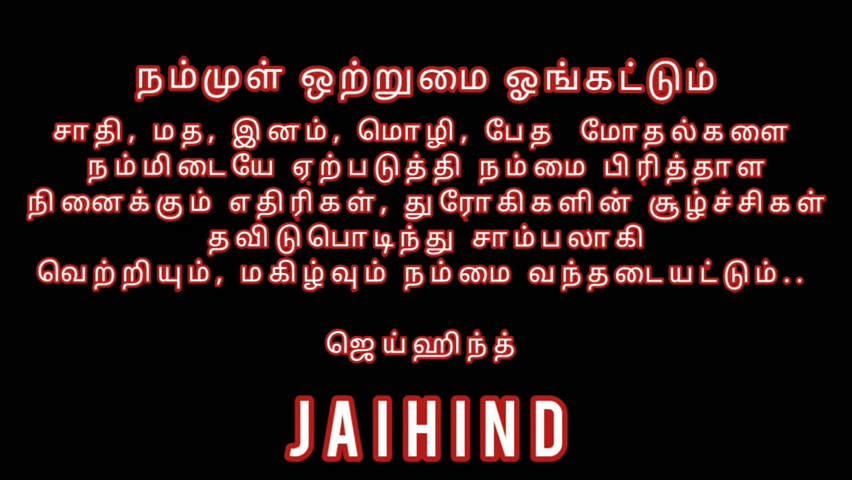 நம்முள் ஒற்றுமை ஓங்கட்டும்
சாதி, மத, இனம், மொழி, பேத மோதல்களை
நம்மிடையே ஏற்படுத்தி நம்மை பிரித்தாள
நினைக்கும் எதிரிகள், துரோகிகளின் சூழ்ச்சிகள்
தவிடுபொடிந்து சாம்பலாகி
வெற்றியும், மகிழ்வும் நம்மை வந்தடையட்டும்..
ஜெய்ஹிந்த்
JAIHIND